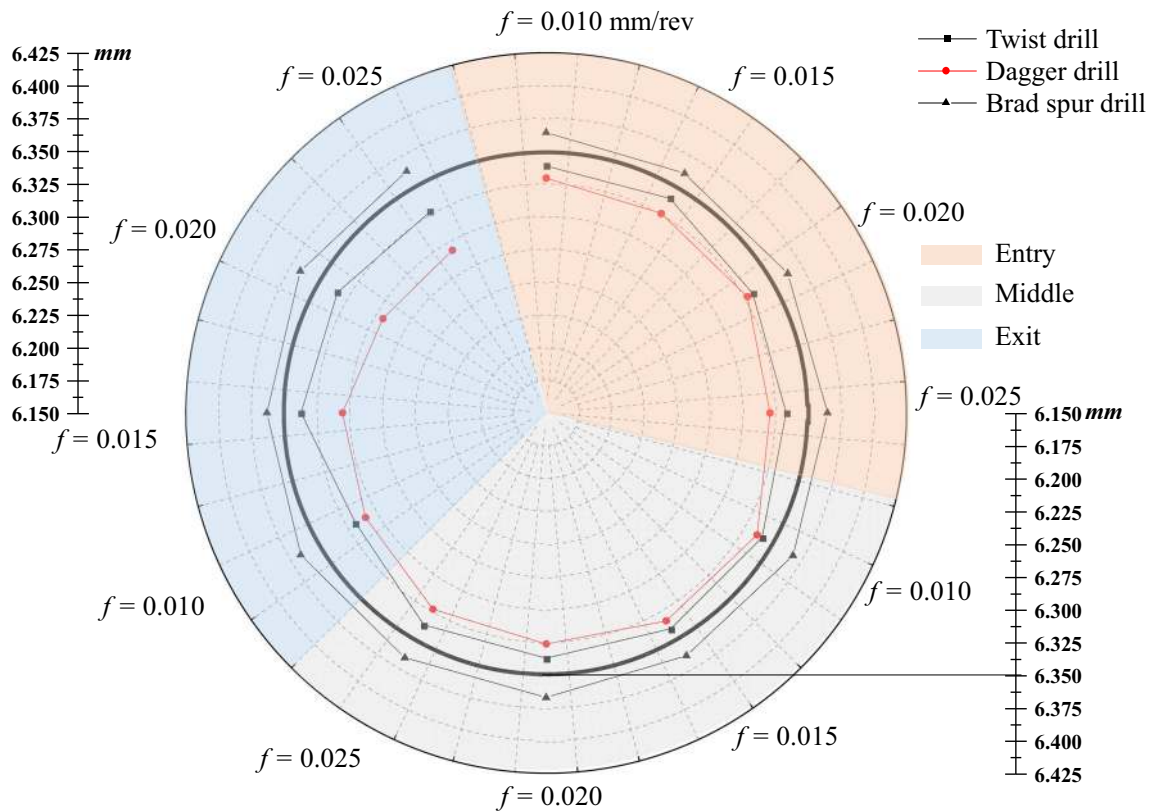 f = 0.010 mm/rev
f = 0.015
f = 0.020
f = 0.025
f = 0.010
f = 0.015
f = 0.020
f = 0.025
f = 0.010
f = 0.015
f = 0.020
f = 0.025
6.425 mm
6.400
6.375
6.350
6.325
6.300
6.275
6.250
6.225
6.200
6.175
6.150
Twist drill
Dagger drill
Brad spur drill
Entry
Middle
Exit
6.150 mm
6.175
6.200
6.225
6.250
6.275
6.300
6.325
6.350
6.375
6.400
6.425